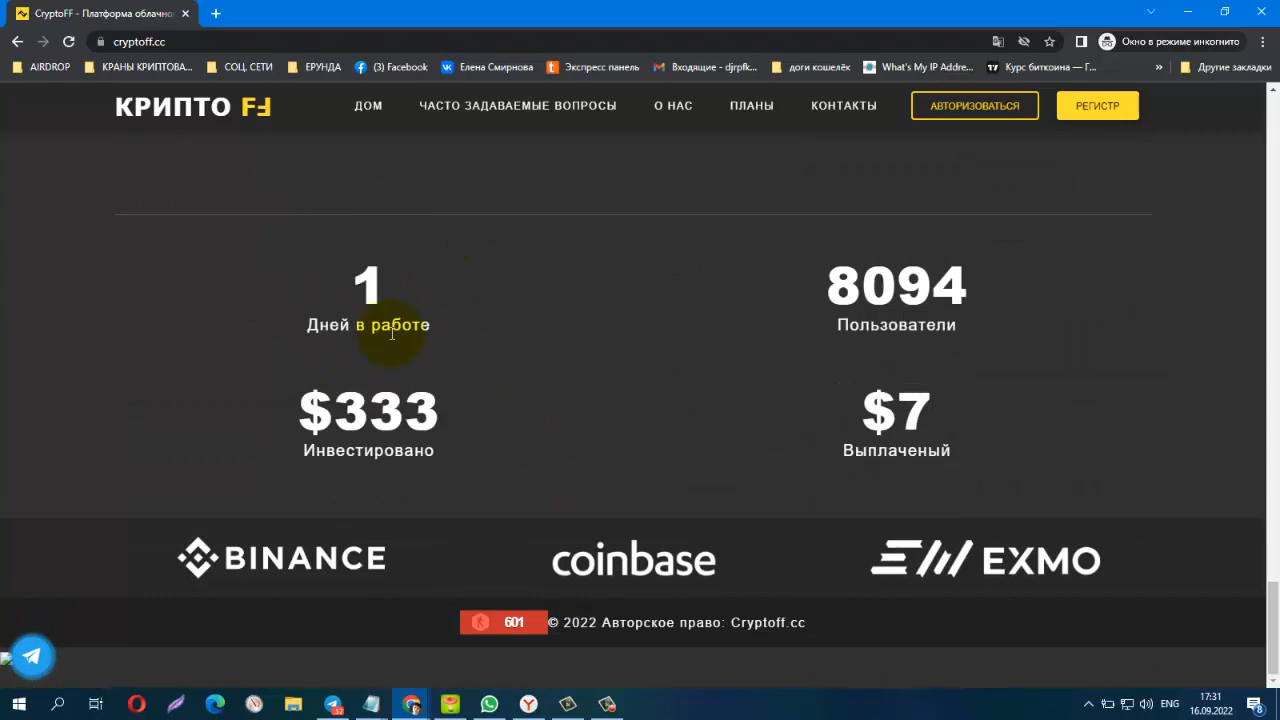 CryptoFF - Платформа облачно
cryptoff.cc
Окно в режиме инкогнито
AIRDROP
КРАНЫ КРИПТОВА...
СОЦ. СЕТИ
ЕРУНДА
(3) Facebook
Елена Смирнова
Экспресс панель
Входящие - djrpfk...
доги кошелёк
What's My IP Addre...
Курс биткоина — Г...
»
Другие закладки
КРИПТО FF
ДОМ
ЧАСТО ЗАДАВАЕМЫЕ ВОПРОСЫ
О НАС
ПЛАНЫ
КОНТАКТЫ
АВТОРИЗОВАТЬСЯ
РЕГИСТР
1
Дней в работе
8094
Пользователи
$333
Инвестировано
$7
Выплаченый
BINANCE
coinbase
EXMO
601
© 2022 Авторское право: Cryptoff.cc
ENG
17:31
16.09.2022